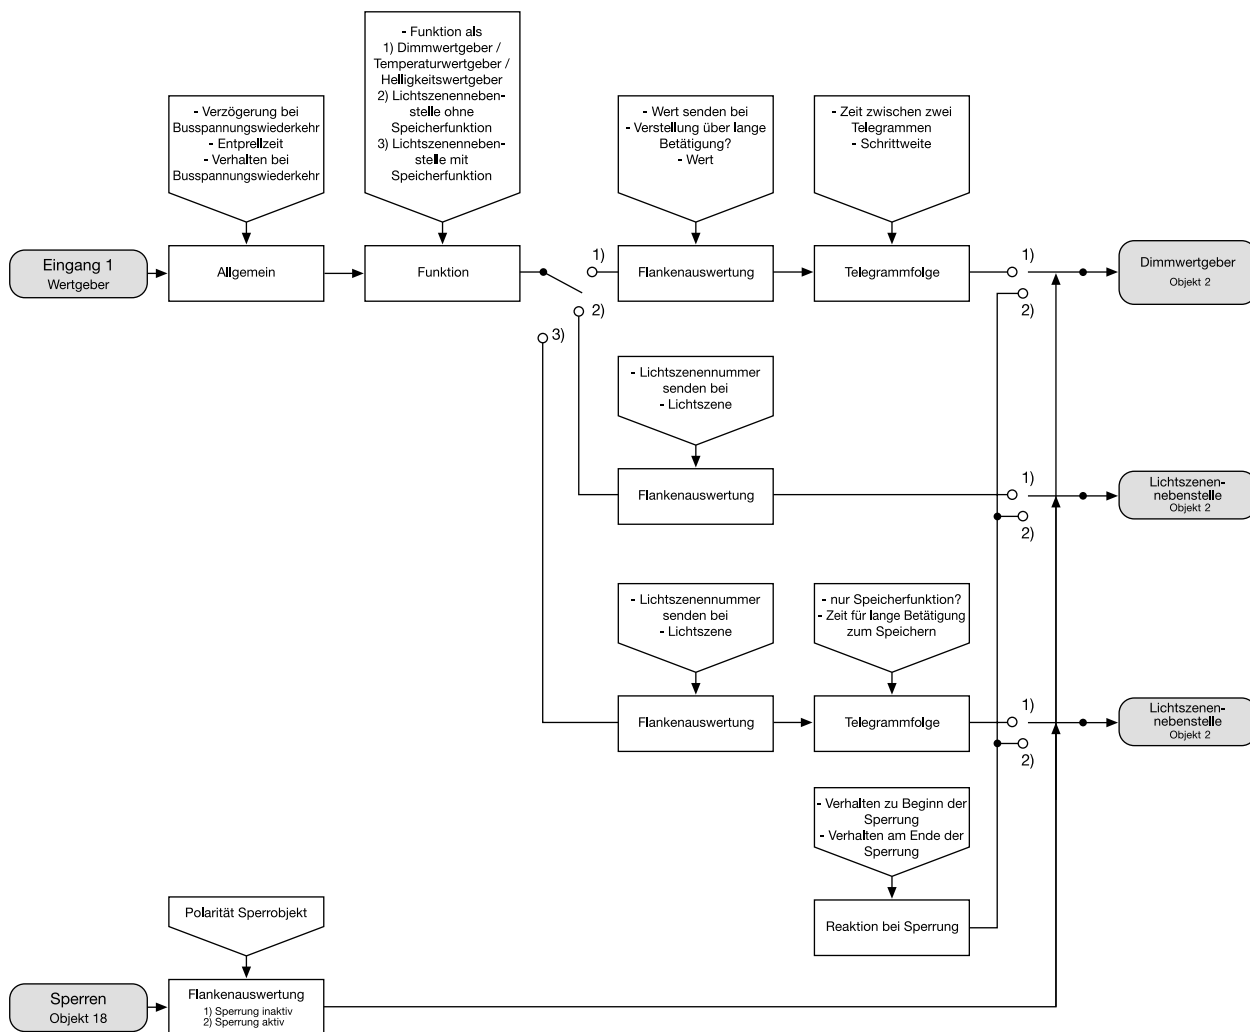 - Funktion als
1) Dimmwertgeber /
Temperaturwertgeber /
Helligkeitswertgeber
2) Lichtszenenneben-
stelle ohne
Speicherfunktion
3) Lichtszenenneben-
stelle mit
Speicherfunktion
- Verzögerung bei
Busspannungswiederkehr
- Entprellzeit
- Verhalten bei
Busspannungswiederkehr
- Wert senden bei
- Verstellung über lange
Betätigung?
- Wert
- Zeit zwischen zwei
Telegrammen
- Schrittweite
Eingang 1
Wertgeber
Allgemein
Funktion
1)
2)
3)
Flankenauswertung
Telegrammfolge
1)
2)
Dimmwertgeber
Objekt 2
- Lichtszenennummer
senden bei
- Lichtszene
Flankenauswertung
1)
2)
Lichtszenen-
nebenstelle
Objekt 2
- Lichtszenennummer
senden bei
- Lichtszene
- nur Speicherfunktion?
- Zeit für lange Betätigung
zum Speichern
Flankenauswertung
Telegrammfolge
1)
2)
Lichtszenen-
nebenstelle
Objekt 2
- Verhalten zu Beginn der
Sperrung
- Verhalten am Ende der
Sperrung
Reaktion bei Sperrung
Polarität Sperrobjekt
Sperren
Objekt 18
Flankenauswertung
1) Sperrung inaktiv
2) Sperrung aktiv